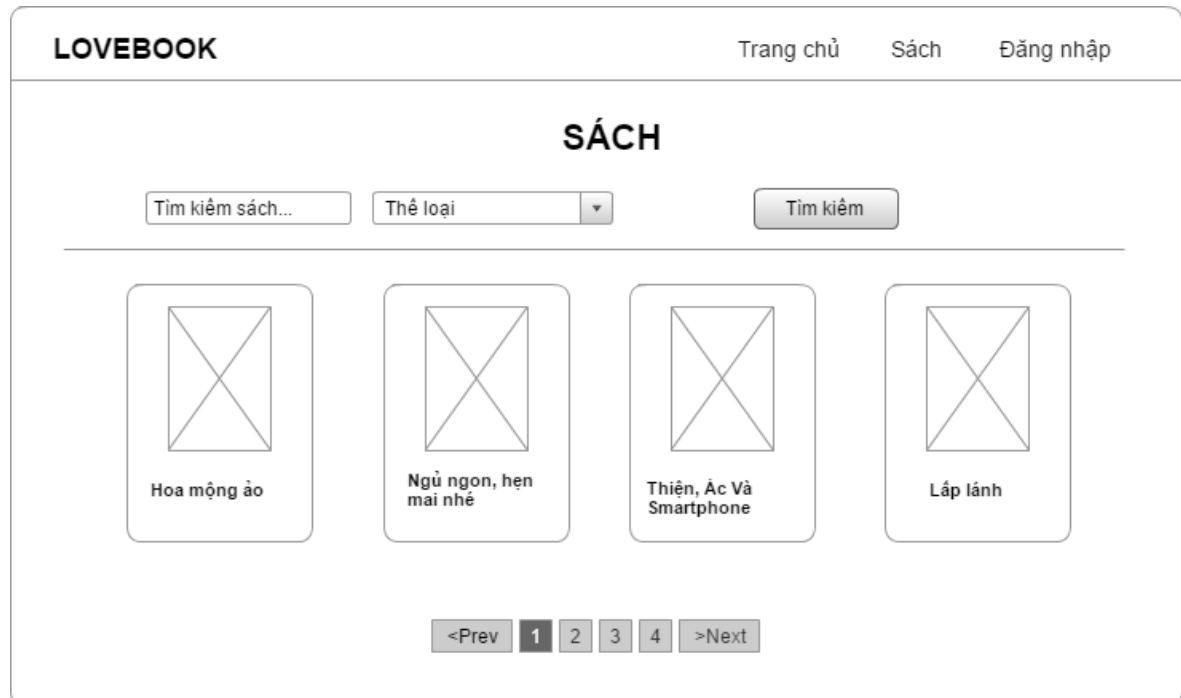 LOVEBOOK
Trang chủ Sách Đăng nhập
SÁCH
Tìm kiếm sách... Thể loại Tìm kiếm
Hoa mộng ảo
Ngủ ngon, hẹn
mai nhé
Thiện, Ác Và
Smartphone
Lấp lánh
<Prev 1 2 3 4 >Next